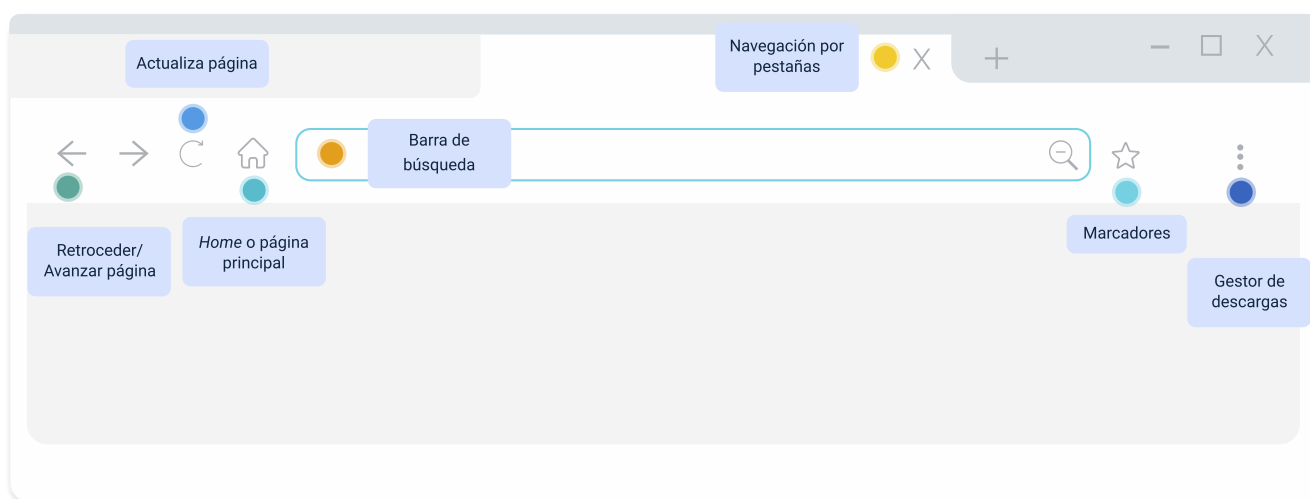 Actualiza página
Navegación por
pestañas
Barra de
búsqueda
Retroceder/
Avanzar página
Home o página
principal
Marcadores
Gestor de
descargas